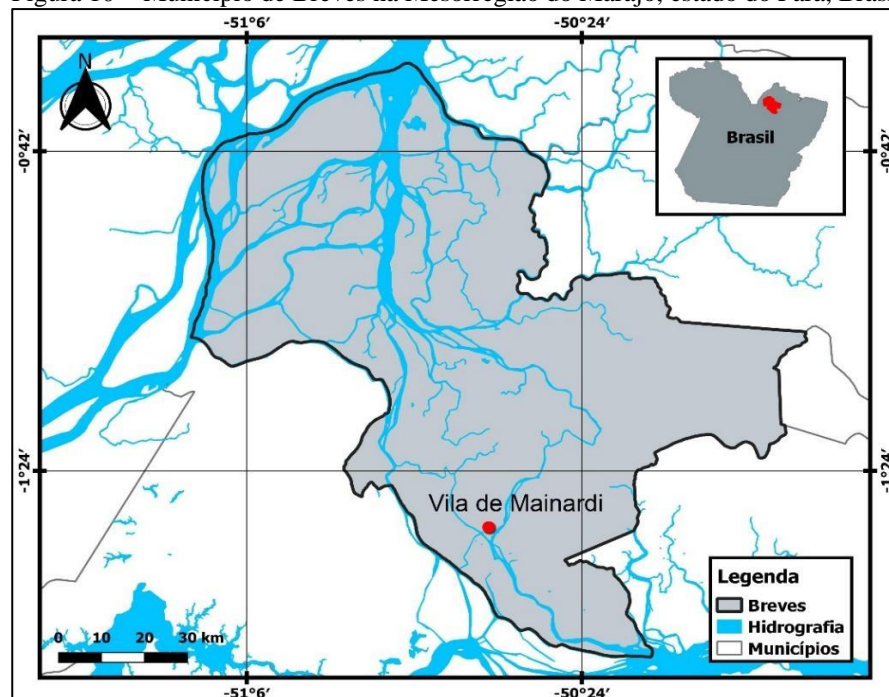 Figura 10 – Município de Breves na Mesorregião do Marajó, estado do Pará,
-51°6′
-50°24′
N
-0°42′
-0°42′
Brasil
Vila de Mainardi
-1°24′
-1°24′
Legenda
Breves
Hidrografia
Municípios
0 10 20 30 km
-51°6′
-50°24′